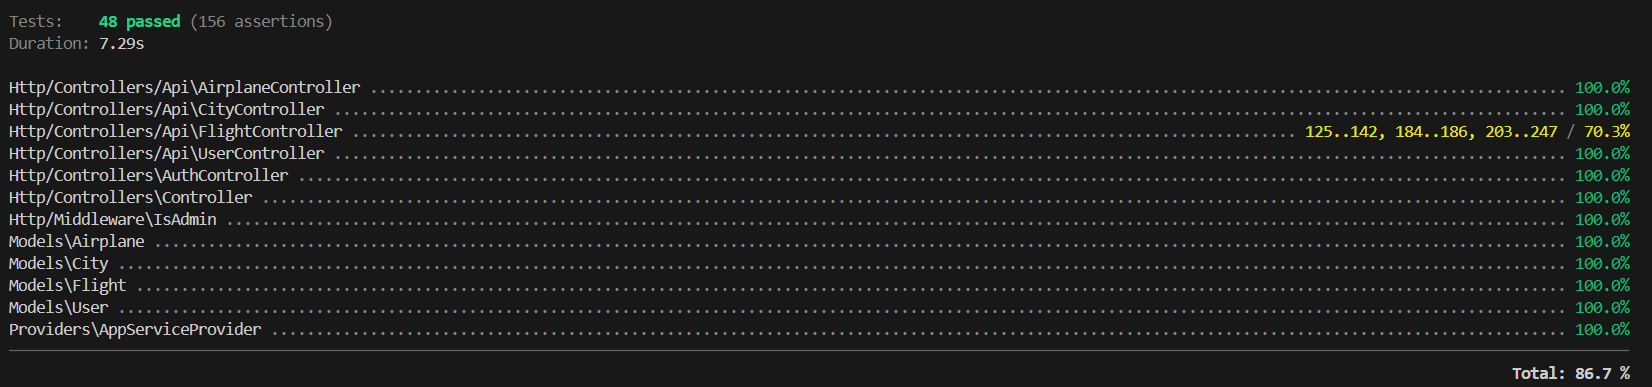 Tests:    48 passed (156 assertions)
Duration: 7.29s
Http/Controllers/Api\AirplaneController ........................................................................................................................................ 100.0%
Http/Controllers/Api\CityController ............................................................................................................................................ 100.0%
Http/Controllers/Api\FlightController ......................................................................................................... 125..142, 184..186, 203..247 / 70.3%
Http/Controllers/Api\UserController ............................................................................................................................................ 100.0%
Http/Controllers\AuthController ................................................................................................................................................ 100.0%
Http/Controllers\Controller .................................................................................................................................................... 100.0%
Http/Middleware\IsAdmin ........................................................................................................................................................ 100.0%
Models\Airplane ................................................................................................................................................................ 100.0%
Models\City .................................................................................................................................................................... 100.0%
Models\Flight .................................................................................................................................................................. 100.0%
Models\User .................................................................................................................................................................... 100.0%
Providers\AppServiceProvider ................................................................................................................................................... 100.0%
Total: 86.7 %